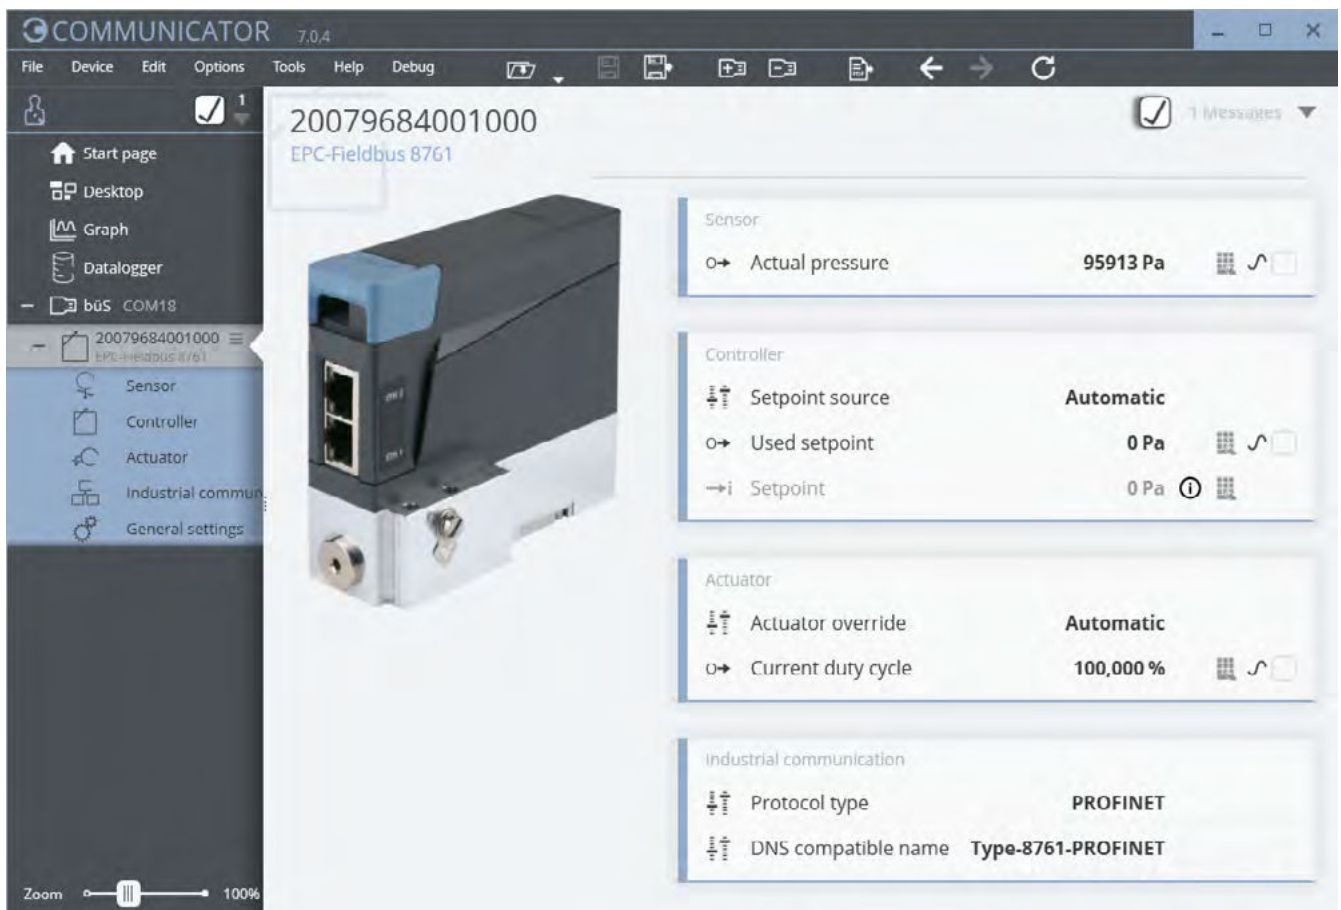 COMMUNICATOR 7.0.4
File Device Edit Options Tools Help Debug
1
Start page
Desktop
Graph
Datalogger
büS COM18
20079684001000
EPC-Fieldbus 8761
Sensor
Controller
Actuator
Industrial commun
General settings
Zoom 100%
20079684001000
EPC-Fieldbus 8761
1 Messages
Sensor
Actual pressure 95913 Pa
Controller
Setpoint source Automatic
Used setpoint 0 Pa
Setpoint 0 Pa
Actuator
Actuator override Automatic
Current duty cycle 100,000 %
Industrial communication
Protocol type PROFINET
DNS compatible name Type-8761-PROFINET